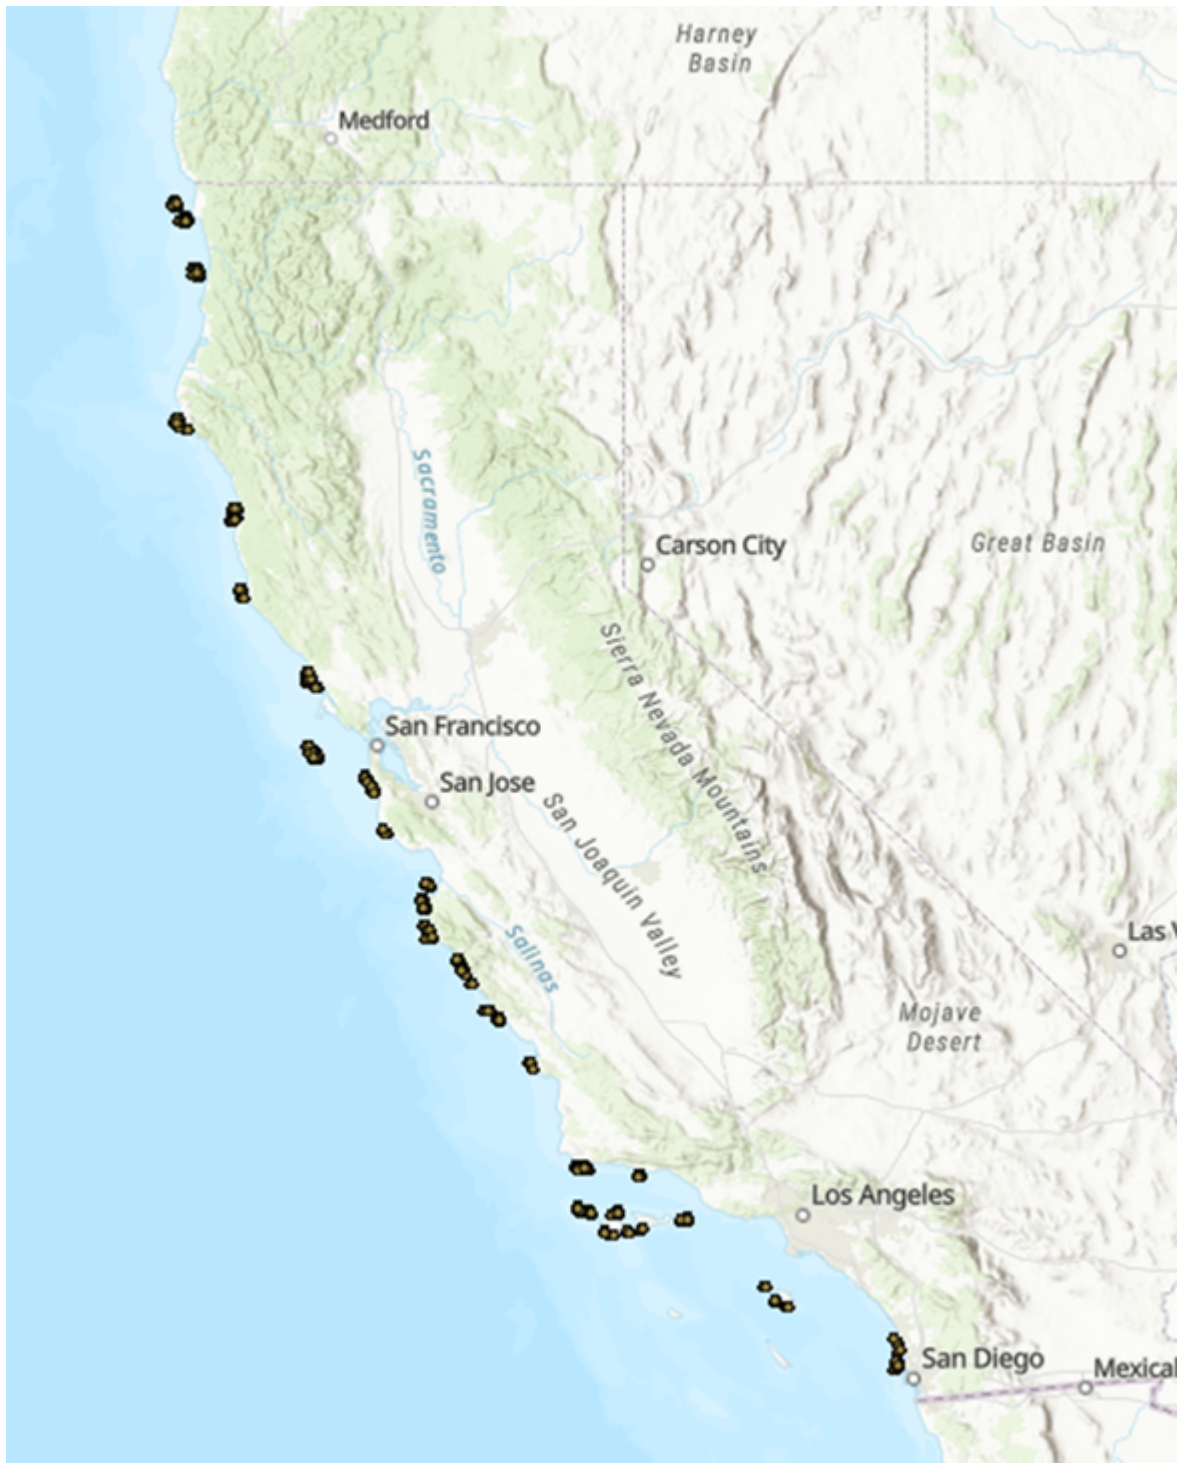 Harney
Basin
Medford
Sacramento
Carson City
Great Basin
Sierra Nevada Mountains
San Francisco
San Jose
San Joaquin Valley
Salinas
Las V
Mojave
Desert
Los Angeles
San Diego
Mexical